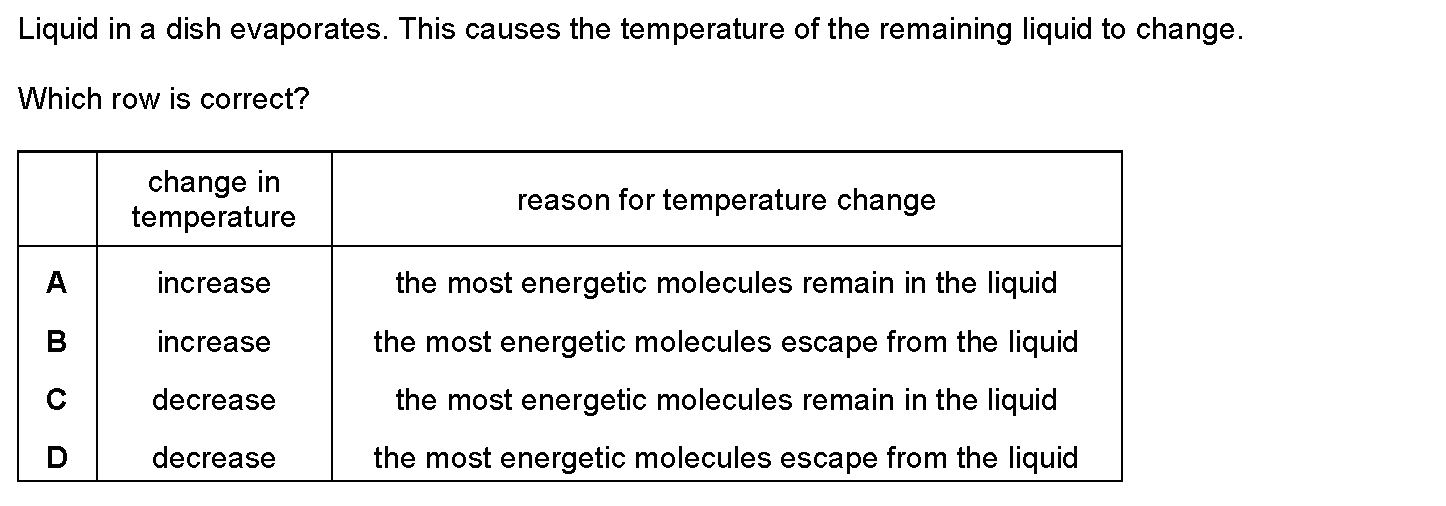 Liquid in a dish evaporates. This causes the temperature of the remaining liquid to change.
Which row is correct?
change in
temperature
reason for temperature change
A increase the most energetic molecules remain in the liquid
B increase the most energetic molecules escape from the liquid
C decrease the most energetic molecules remain in the liquid
D decrease the most energetic molecules escape from the liquid